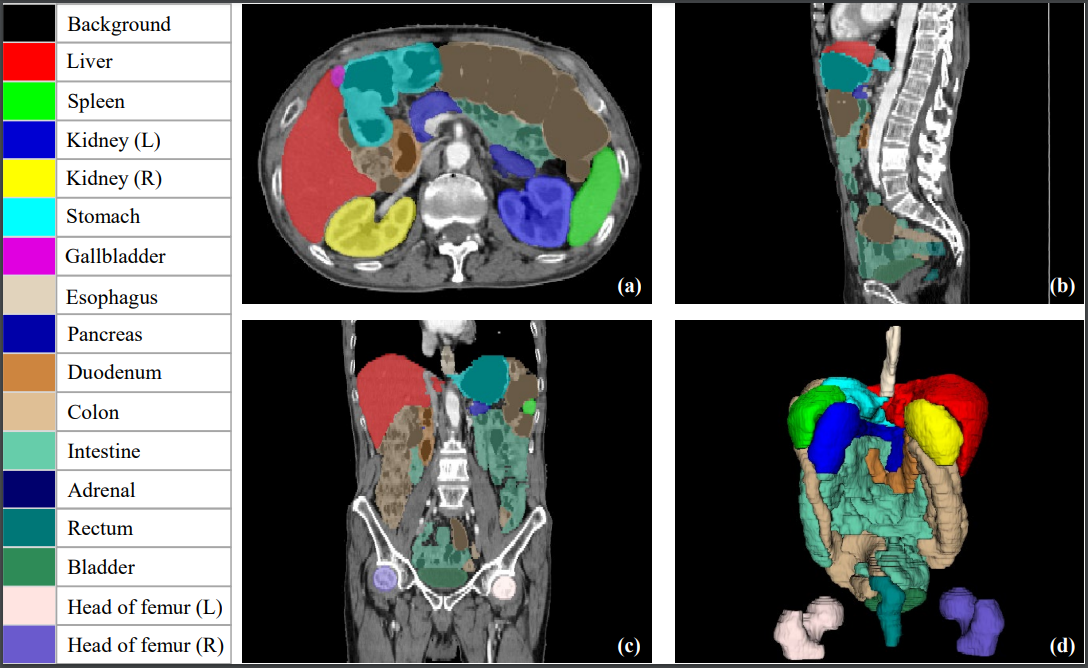 Background
Liver
Spleen
Kidney (L)
Kidney (R)
Stomach
Gallbladder
Esophagus
Pancreas
Duodenum
Colon
Intestine
Adrenal
Rectum
Bladder
Head of femur (L)
Head of femur (R)
(a)
(b)
(c)
(d)